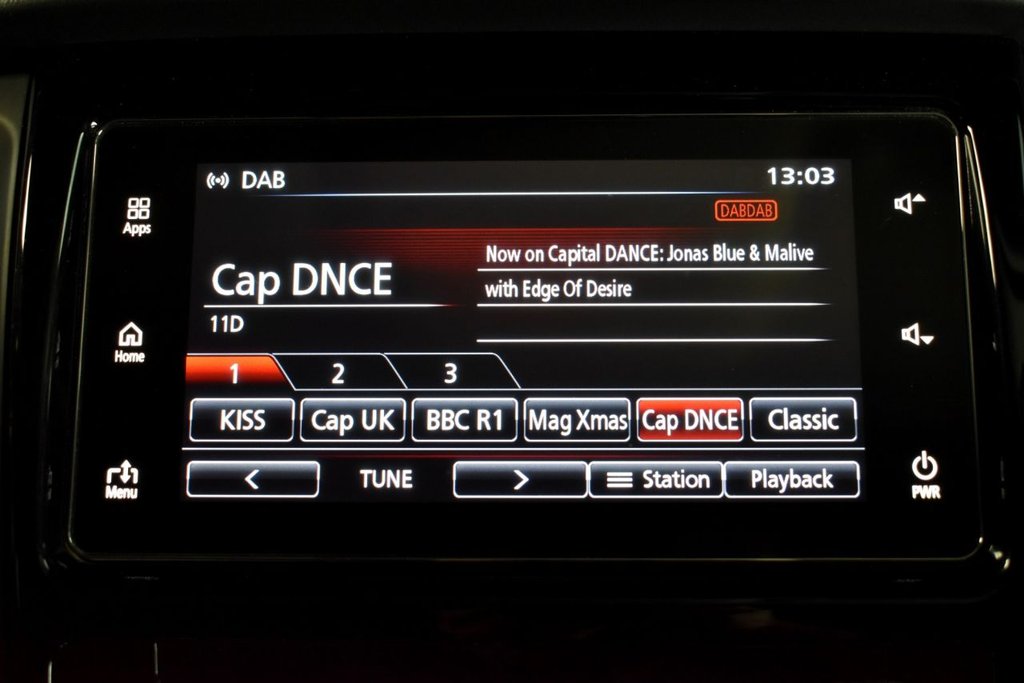 DAB 13:03
DABDAB
Apps
Now on Capital DANCE: Jonas Blue & Malive
Cap DNCE
with Edge Of Desire
11D
Home
1 2 3
KISS Cap UK BBC R1 Mag Xmas Cap DNCE Classic
< TUNE > Station Playback
Menu
PWR